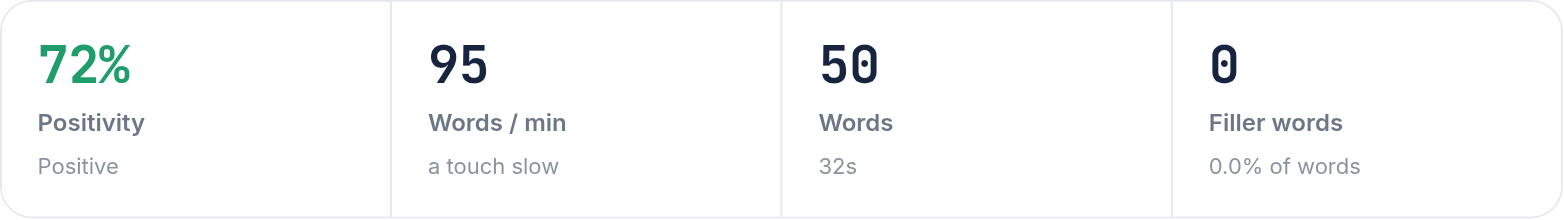 72%
Positivity
Positive
95
Words / min
a touch slow
50
Words
32s
0
Filler words
0.0% of words